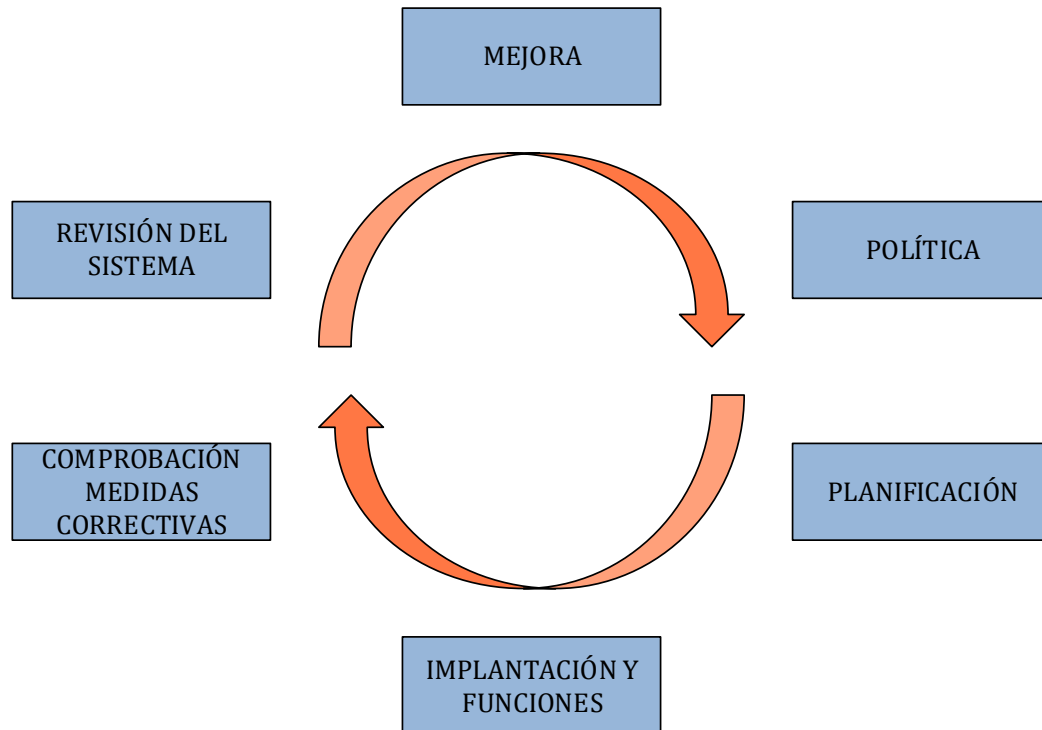 MEJORA
REVISIÓN DEL
SISTEMA
POLÍTICA
COMPROBACIÓN
MEDIDAS
CORRECTIVAS
PLANIFICACIÓN
IMPLANTACIÓN Y
FUNCIONES